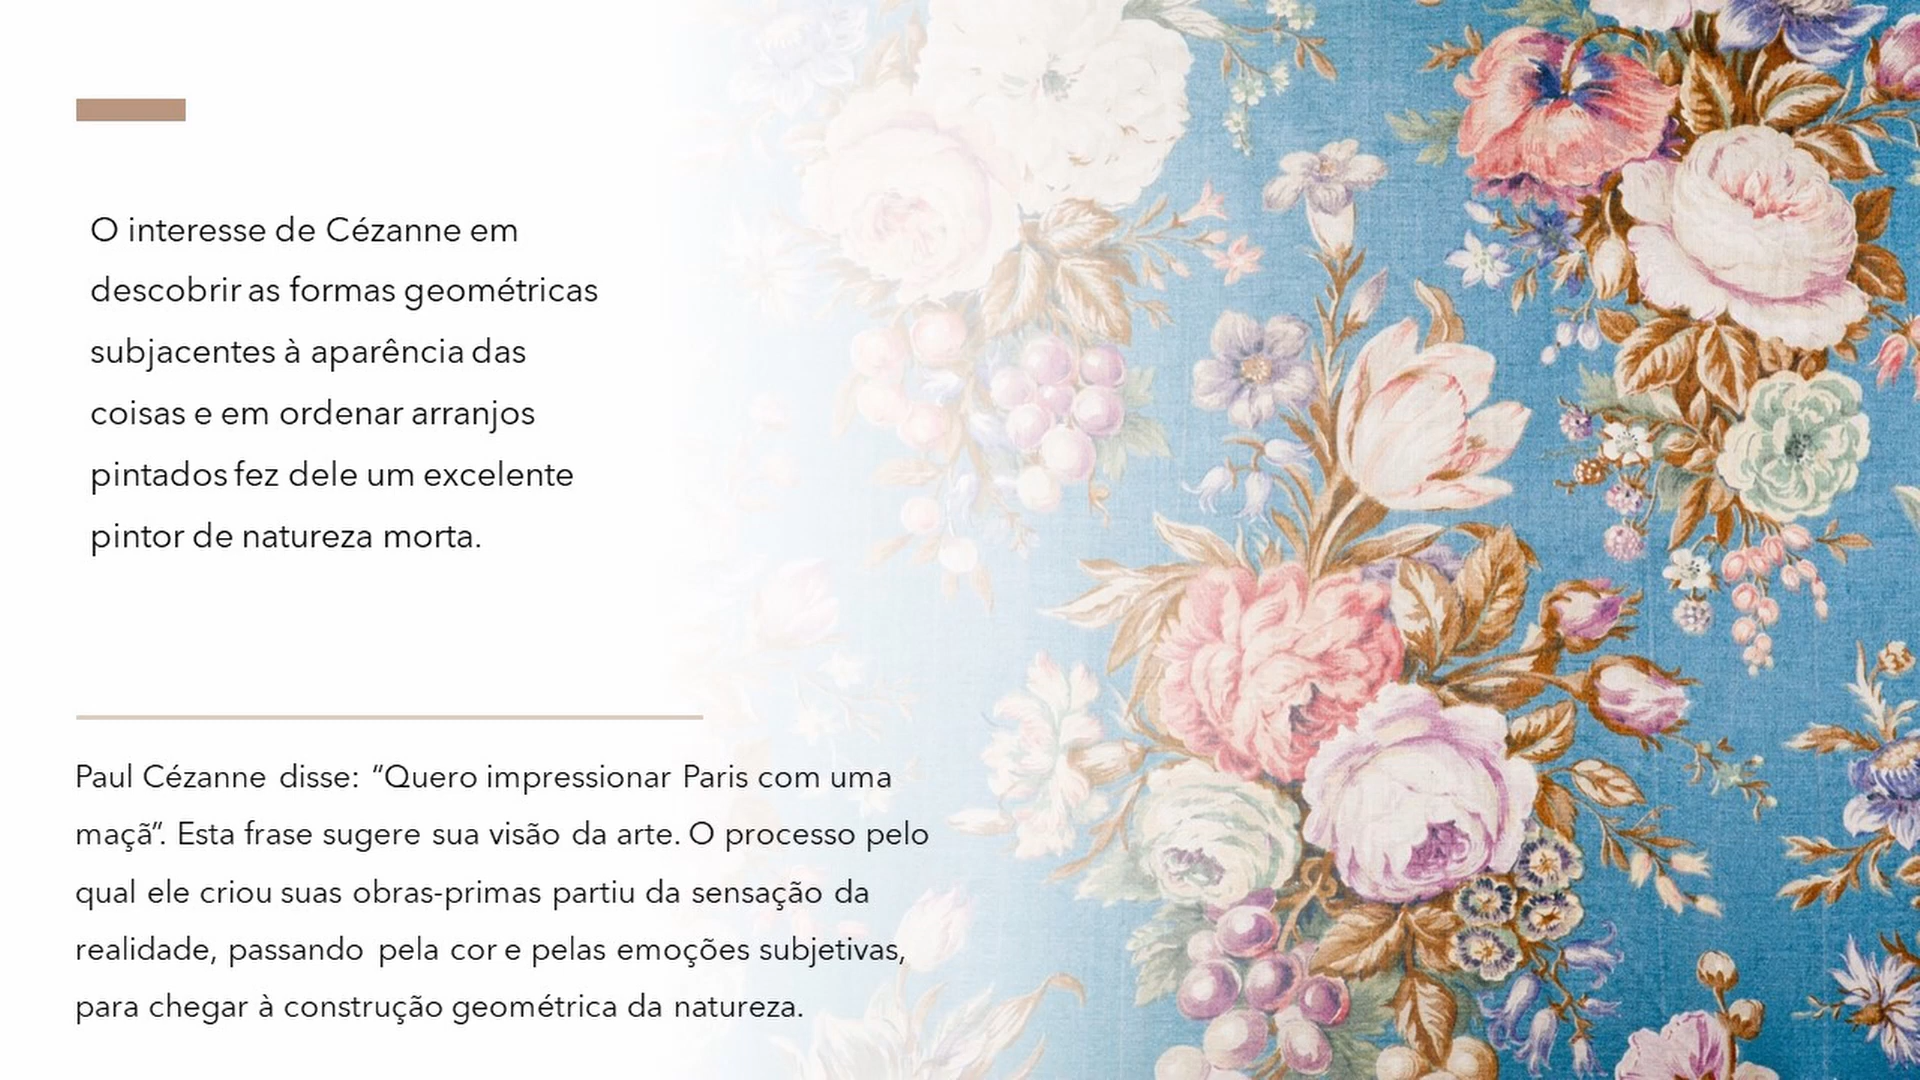 O interesse de Cézanne em
descobrir as formas geométricas
subjacentes à aparência das
coisas e em ordenar arranjos
pintados fez dele um excelente
pintor de natureza morta.
Paul Cézanne disse: “Quero impressionar Paris com uma
maçã”. Esta frase sugere sua visão da arte. O processo pelo
qual ele criou suas obras-primas partiu da sensação da
realidade, passando pela cor e pelas emoções subjetivas,
para chegar à construção geométrica da natureza.